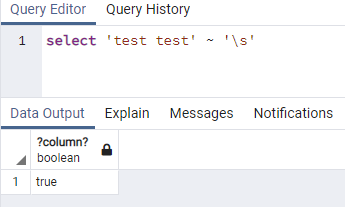 Query Editor Query History
1 select 'test test' ~ '\s'
Data Output Explain Messages Notifications
?column?
boolean
1 true